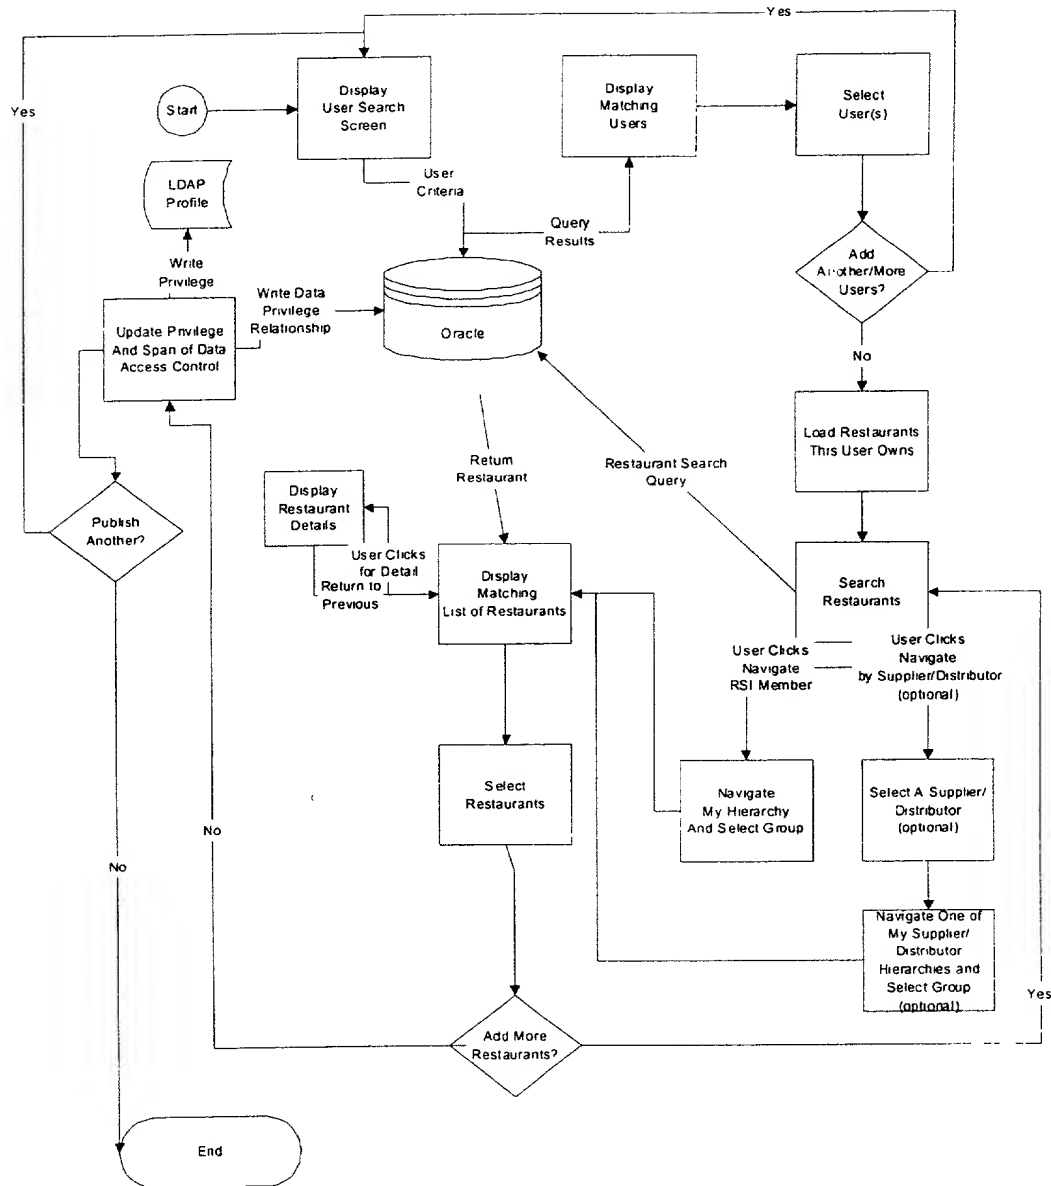 Yes
Yes
Start
Display
User Search
Screen
Display
Matching
Users
Select
User(s)
LDAP
Profile
User
Criteria
Query
Results
Write
Privilege
Add
Another/More
Users?
Write Data
Privilege
Relationship
Update Privilege
And Span of Data
Access Control
Oracle
No
Load Restaurants
This User Owns
Return
Restaurant
Restaurant Search
Query
Display
Restaurant
Details
Publish
Another?
User Clicks
for Detail
Return to
Previous
Display
Matching
List of Restaurants
Search
Restaurants
User Clicks
Navigate
RSI Member
User Clicks
Navigate
by Supplier/Distributor
(optional)
Select
Restaurants
Navigate
My Hierarchy
And Select Group
Select A Supplier/
Distributor
(optional)
No
No
Navigate One of
My Supplier/
Distributor
Hierarchies and
Select Group
(optional)
Yes
Add More
Restaurants?
End